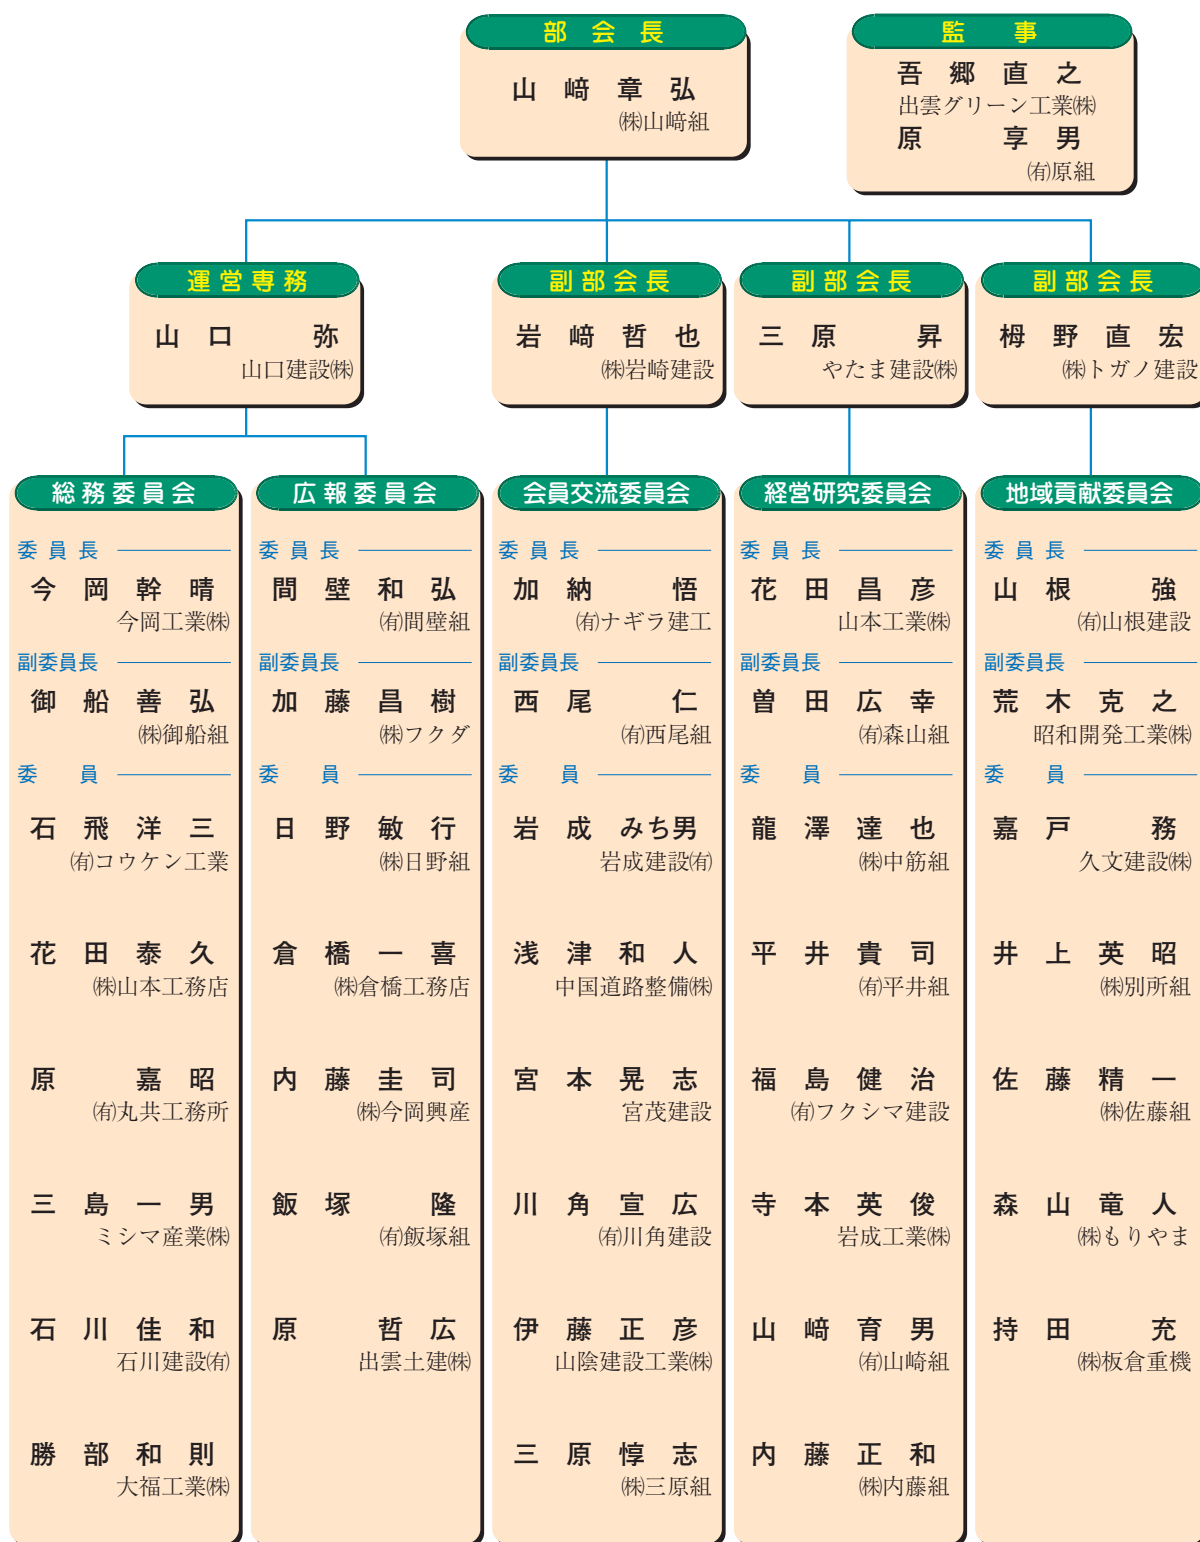 部会長
山﨑章弘
㈱山﨑組
監事
吾郷直之
出雲グリーン工業㈱
原享男
㈲原組
運営専務
山口弥
山口建設㈱
副部会長
岩﨑哲也
㈱岩崎建設
副部会長
三原昇
やたま建設㈱
副部会長
栂野直宏
㈱トガノ建設
総務委員会
委員長
今岡幹晴
今岡工業㈱
副委員長
御船善弘
㈱御船組
委員
石飛洋三
㈲コウケン工業
花田泰久
㈱山本工務店
原嘉昭
㈲丸共工務所
三島一男
ミシマ産業㈱
石川佳和
石川建設㈲
勝部和則
大福工業㈱
広報委員会
委員長
間壁和弘
㈲間壁組
副委員長
加藤昌樹
㈱フクダ
委員
日野敏行
㈱日野組
倉橋一喜
㈱倉橋工務店
内藤圭司
㈱今岡興産
飯塚隆
㈲飯塚組
原哲広
出雲土建㈱
会員交流委員会
委員長
加納悟
㈲ナギラ建工
副委員長
西尾仁
㈲西尾組
委員
岩成みち男
岩成建設㈲
浅津和人
中国道路整備㈱
宮本晃志
宮茂建設
川角宣広
㈲川角建設
伊藤正彦
山陰建設工業㈱
三原惇志
㈱三原組
経営研究委員会
委員長
花田昌彦
山本工業㈱
副委員長
曽田広幸
㈲森山組
委員
龍澤達也
㈱中筋組
平井貴司
㈲平井組
福島健治
㈲フクシマ建設
寺本英俊
岩成工業㈱
山﨑育男
㈲山崎組
内藤正和
㈱内藤組
地域貢献委員会
委員長
山根強
㈲山根建設
副委員長
荒木克之
昭和開発工業㈱
委員
嘉戸務
久文建設㈱
井上英昭
㈱別所組
佐藤精一
㈱佐藤組
森山竜人
㈱もりやま
持田充
㈱板倉重機